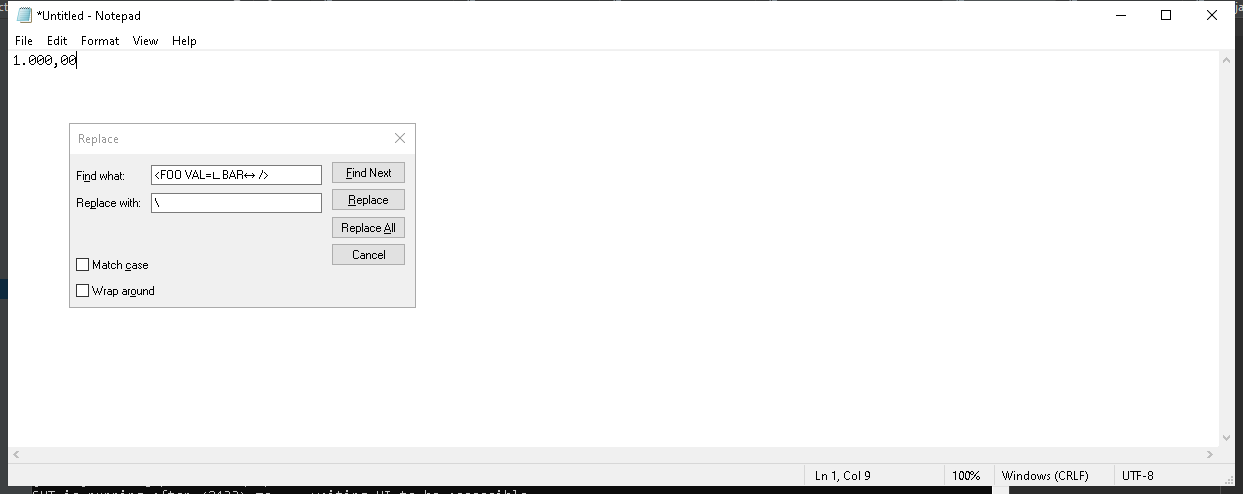 *Untitled - Notepad
File Edit Format View Help
1.000,00
Replace
Find what: <FOO VAL=∟BAR↔ />
Find Next
Replace with: \
Replace
Replace All
Cancel
Match case
Wrap around
Ln 1, Col 9 100% Windows (CRLF) UTF-8